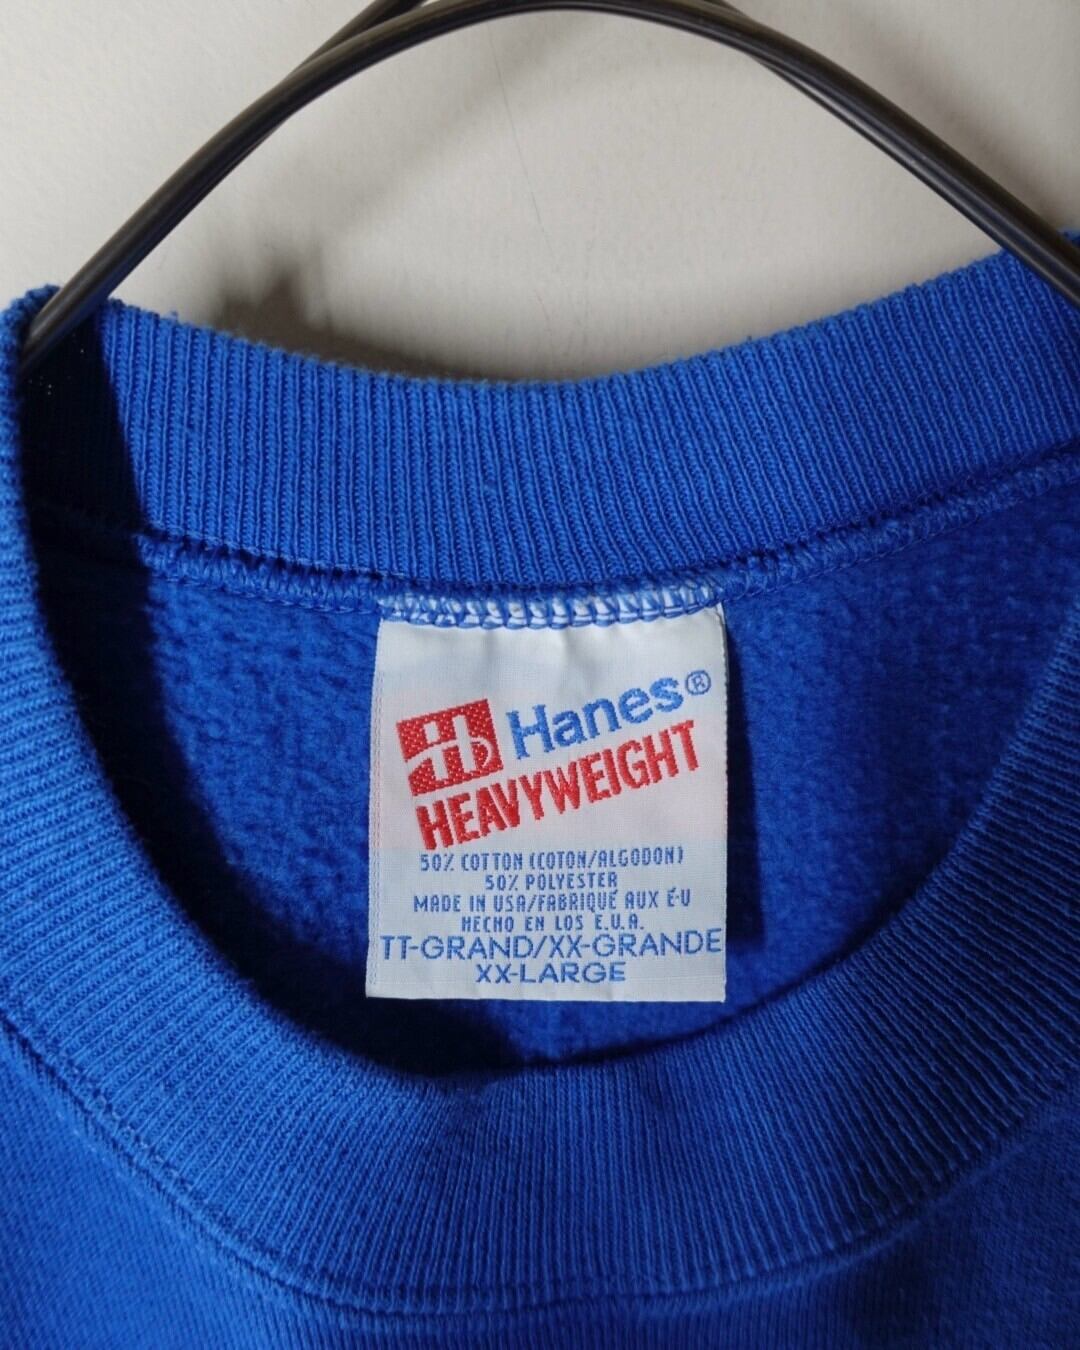 Hanes®
HEAVYWEIGHT
50% COTTON (COTON/ALGODON)
50% POLYESTER
MADE IN USA/FABRIQUÉ AUX É-U
HECHO EN LOS E.U.A.
TT-GRAND/XX-GRANDE
XX-LARGE